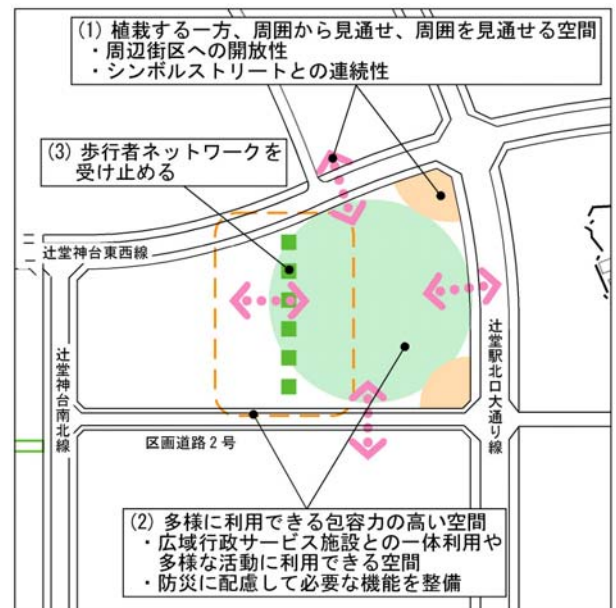 (1) 植栽する一方、周囲から見通せ、周囲を見通せる空間
・周辺街区への開放性
・シンボルストリートとの連続性
(3) 歩行者ネットワークを
受け止める
辻堂神台東西線
辻堂神台南北線
辻堂駅北口大通り線
区画道路2号
(2) 多様に利用できる包容力の高い空間
・広域行政サービス施設との一体利用や
多様な活動に利用できる空間
・防災に配慮して必要な機能を整備